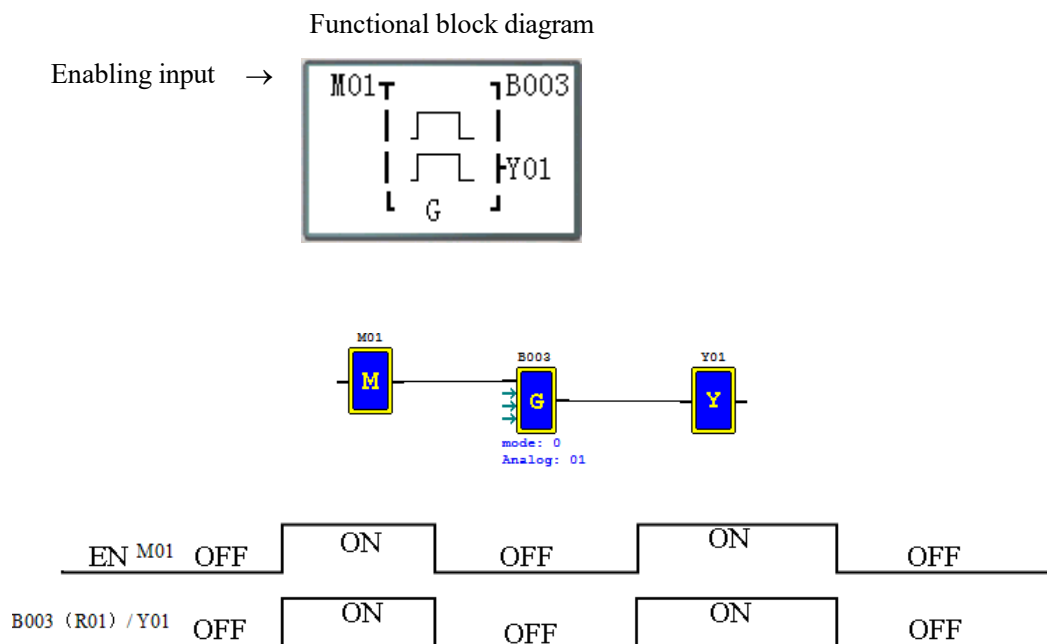 Functional block diagram
Enabling input →
M01 B003
Y01
G
M01
B003
Y01
M
G
Y
mode: 0
Analog: 01
EN M01 OFF ON OFF ON OFF
B003 (R01) / Y01 OFF ON OFF ON OFF